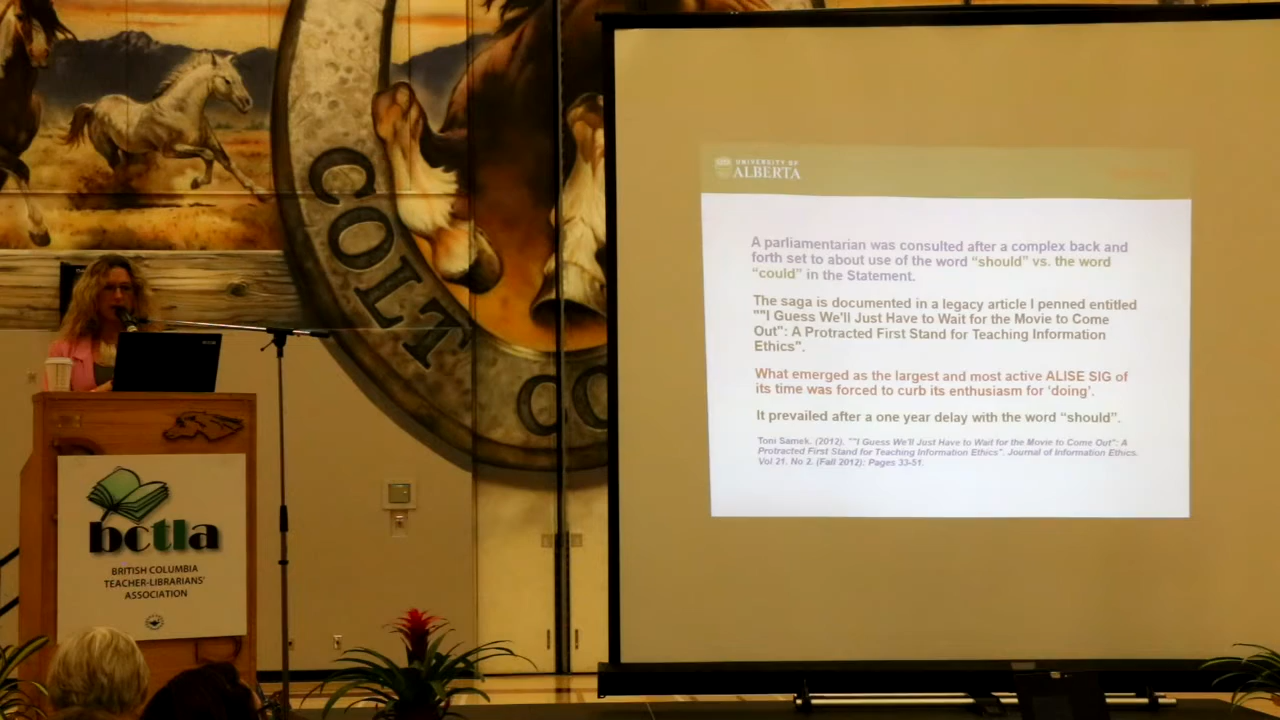 COLT
CO
UNIVERSITY OF
ALBERTA
A parliamentarian was consulted after a complex back and
forth set to about use of the word “should” vs. the word
“could” in the Statement.
The saga is documented in a legacy article I penned entitled
""I Guess We'll Just Have to Wait for the Movie to Come
Out": A Protracted First Stand for Teaching Information
Ethics".
What emerged as the largest and most active ALISE SIG of
its time was forced to curb its enthusiasm for ‘doing’.
It prevailed after a one year delay with the word “should”.
Toni Samek. (2012). ""I Guess We'll Just Have to Wait for the Movie to Come Out": A
Protracted First Stand for Teaching Information Ethics". Journal of Information Ethics.
Vol 21. No 2. (Fall 2012): Pages 33-51.
bctla
BRITISH COLUMBIA
TEACHER-LIBRARIANS'
ASSOCIATION